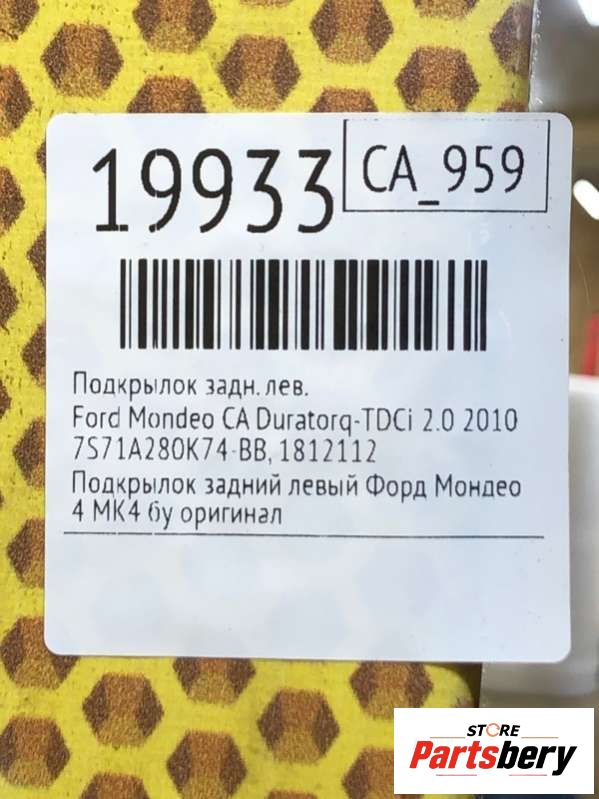 19933
CA_959
Подкрылок задн. лев.
Ford Mondeo CA Duratorq-TDCi 2.0 2010
7S71A280K74-BB, 1812112
Подкрылок задний левый Форд Мондео
4 МК4 бу оригинал
STORE
Partsbery